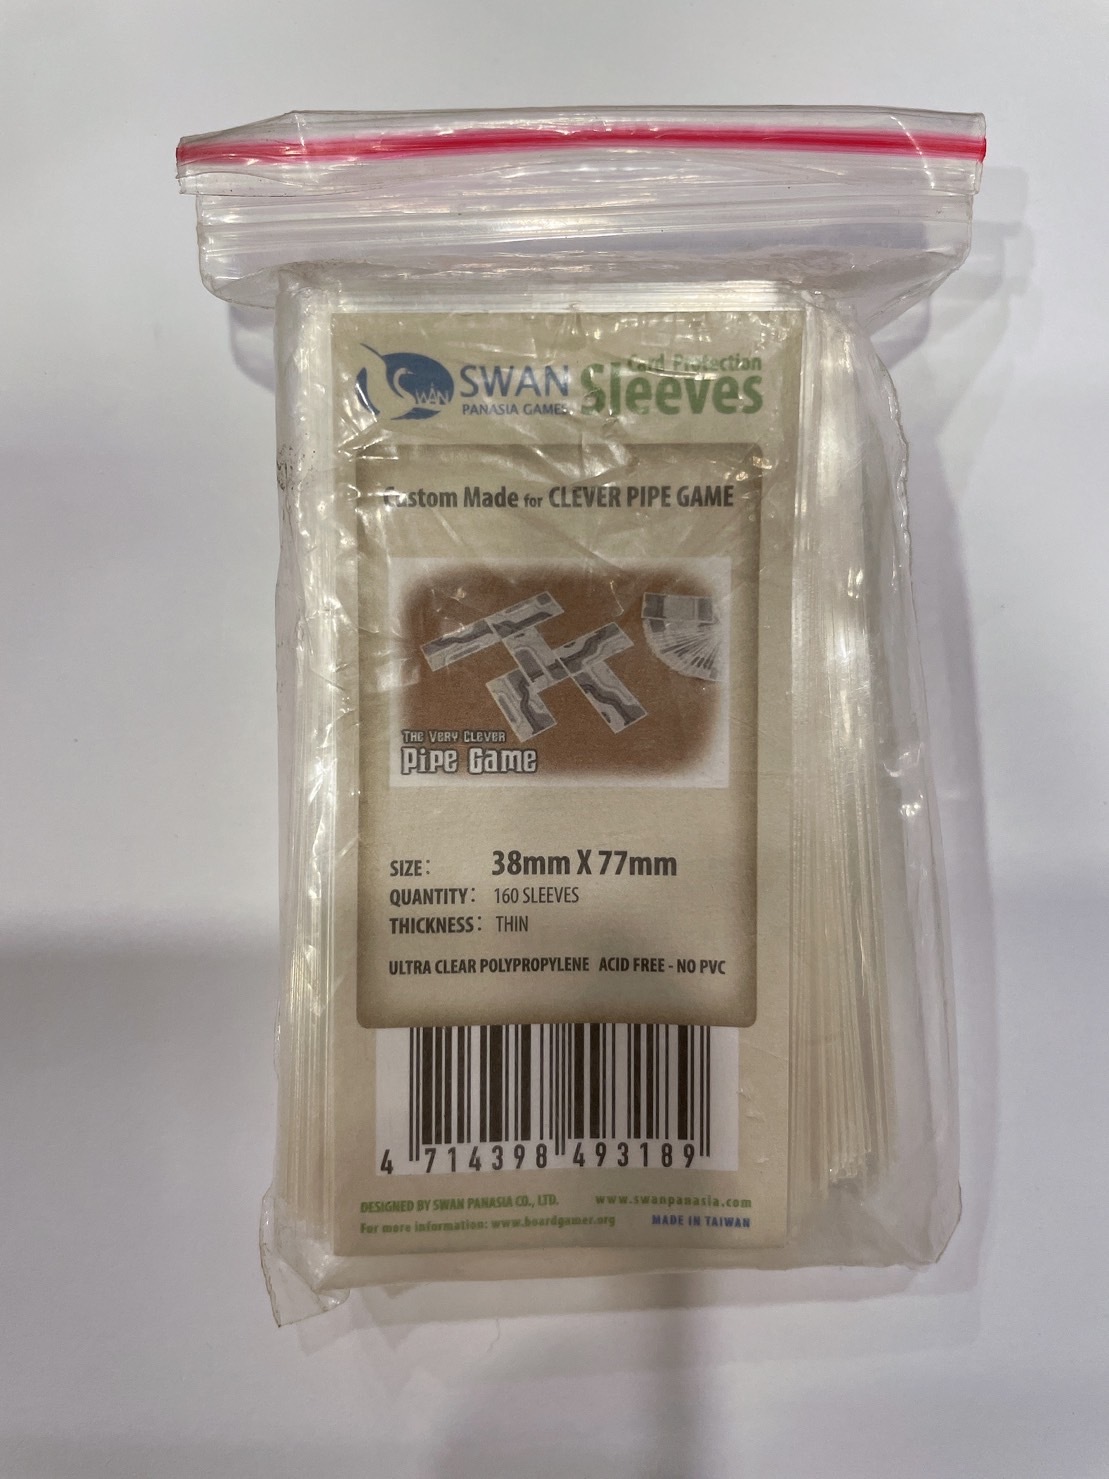 SWAN
SWAN
PANASIA GAMES
Card Protection
Sleeves
Custom Made for CLEVER PIPE GAME
THE VERY CLEVER
PIPE GAME
SIZE: 38mm X 77mm
QUANTITY: 160 SLEEVES
THICKNESS: THIN
ULTRA CLEAR POLYPROPYLENE ACID FREE - NO PVC
4 714398 493189
DESIGNED BY SWAN PANASIA CO., LTD. www.swanpanasia.com
For more information: www.boardgamer.org MADE IN TAIWAN